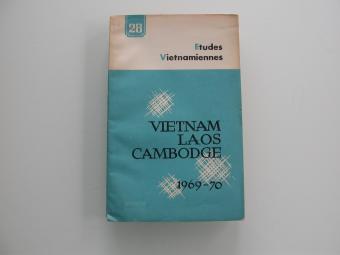 28
Etudes
Vietnamiennes
VIETNAM
LAOS
CAMBODGE
1969-70